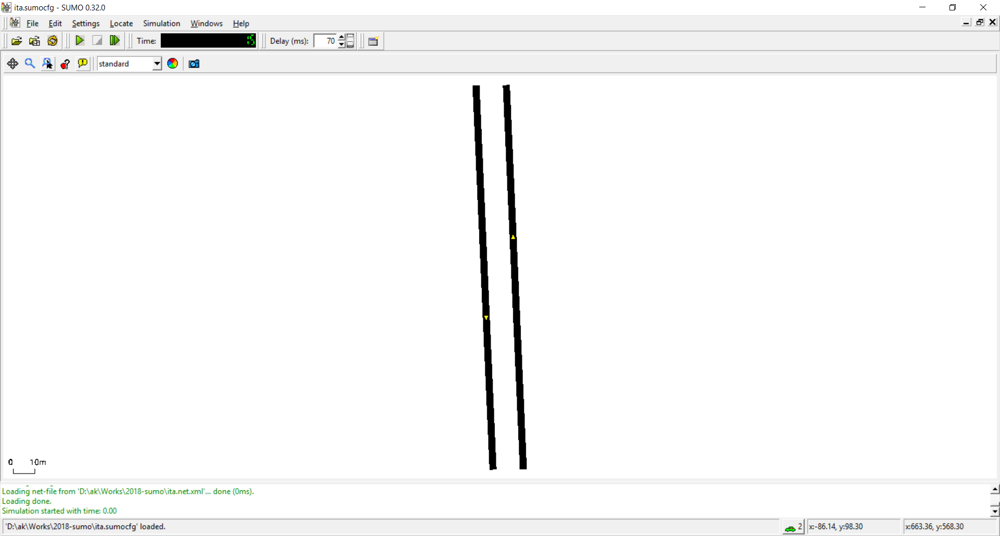 ita.sumocfg - SUMO 0.32.0
File Edit Settings Locate Simulation Windows Help
Time: 15 Delay (ms): 70
standard
0 10m
Loading net-file from 'D:\ak\Works\2018-sumo\ita.net.xml'... done (0ms).
Loading done.
Simulation started with time: 0.00
'D:\ak\Works\2018-sumo\ita.sumocfg' loaded. 2 x:-86.14, y:98.30 x:663.36, y:568.30